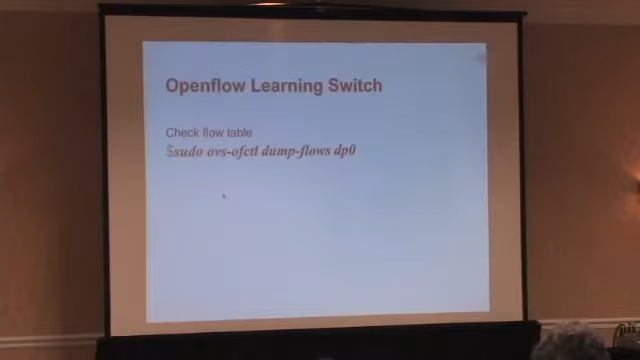 Openflow Learning Switch
Check flow table
$sudo ovs-ofctl dump-flows dp0